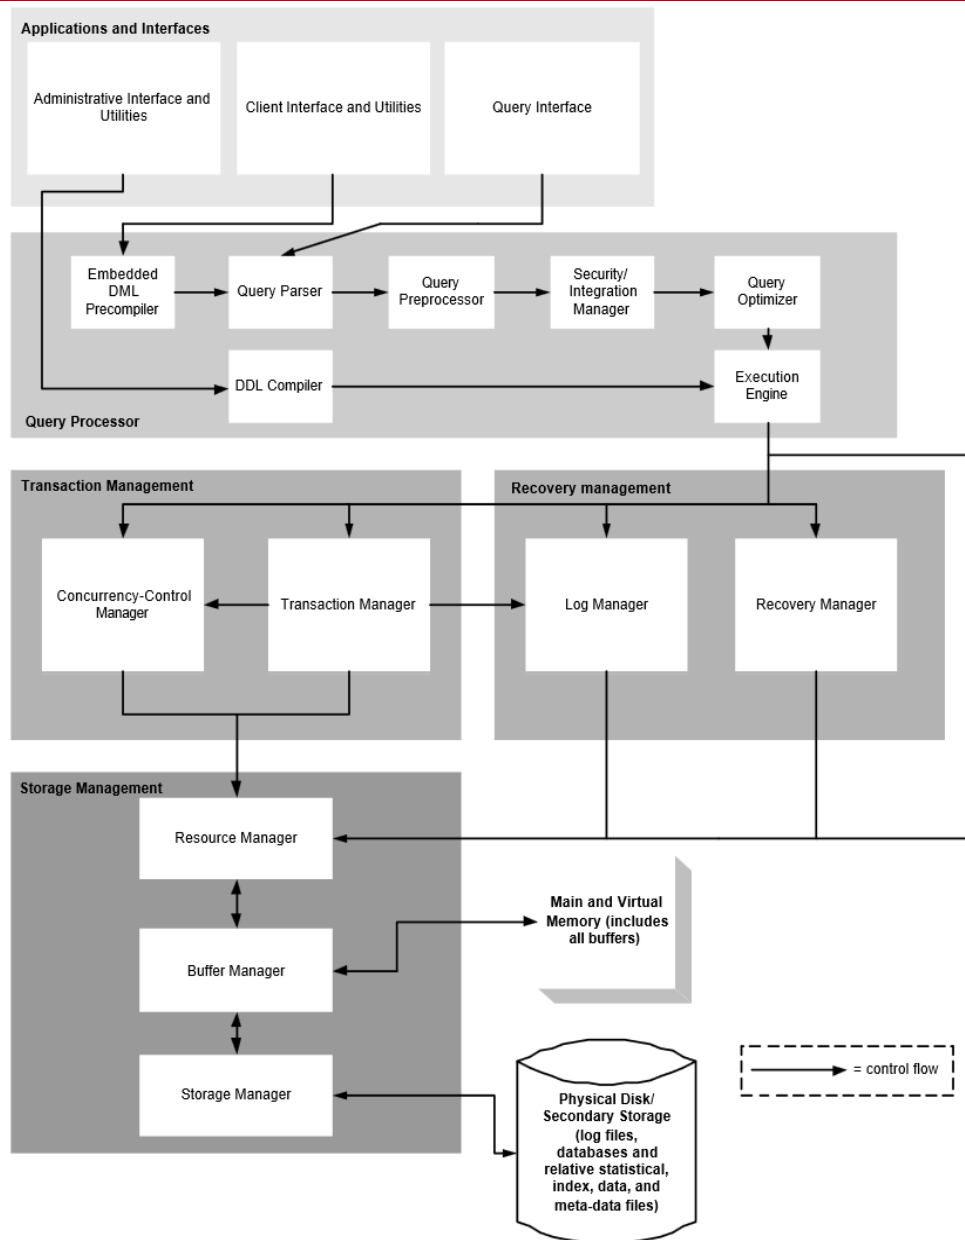 Applications and Interfaces
Administrative Interface and
Utilities
Client Interface and Utilities
Query Interface
Embedded
DML
Precompiler
Query Parser
Query
Preprocessor
Security/
Integration
Manager
Query
Optimizer
DDL Compiler
Execution
Engine
Query Processor
Transaction Management
Recovery management
Concurrency-Control
Manager
Transaction Manager
Log Manager
Recovery Manager
Storage Management
Resource Manager
Main and Virtual
Memory (includes
all buffers)
Buffer Manager
Storage Manager
= control flow
Physical Disk/
Secondary Storage
(log files,
databases and
relative statistical,
index, data, and
meta-data files)